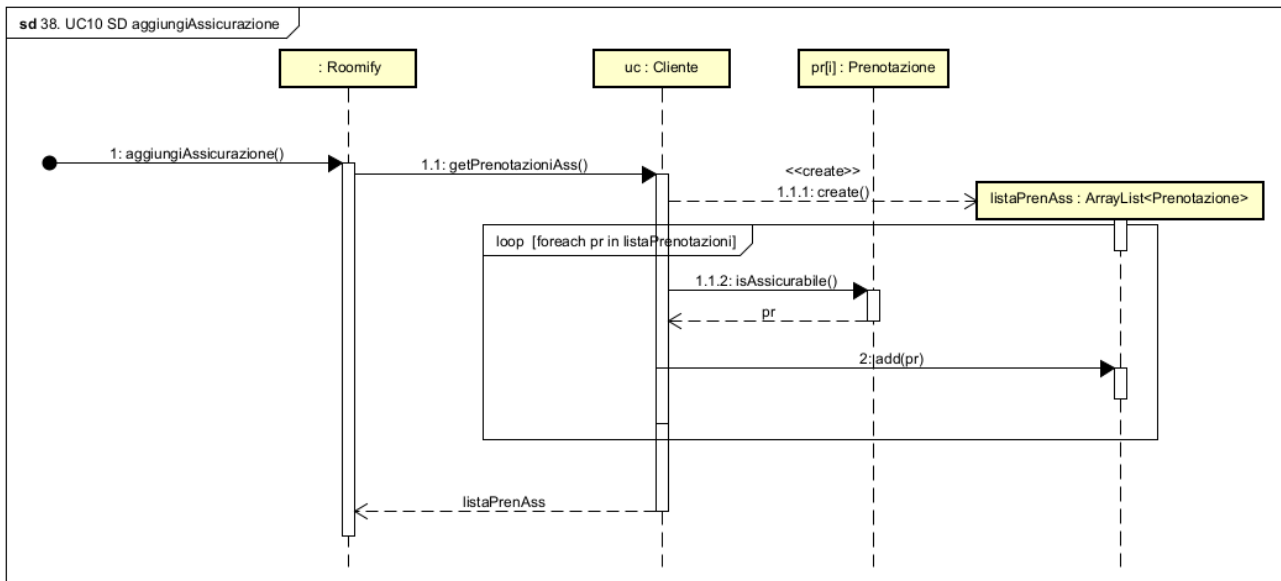 sd 38. UC10 SD aggiungiAssicurazione
: Roomify
uc : Cliente
pr[i] : Prenotazione
1: aggiungiAssicurazione()
1.1: getPrenotazioniAss()
<<create>>
1.1.1: create()
listaPrenAss : ArrayList<Prenotazione>
loop [foreach pr in listaPrenotazioni]
1.1.2: isAssicurabile()
pr
2: add(pr)
listaPrenAss